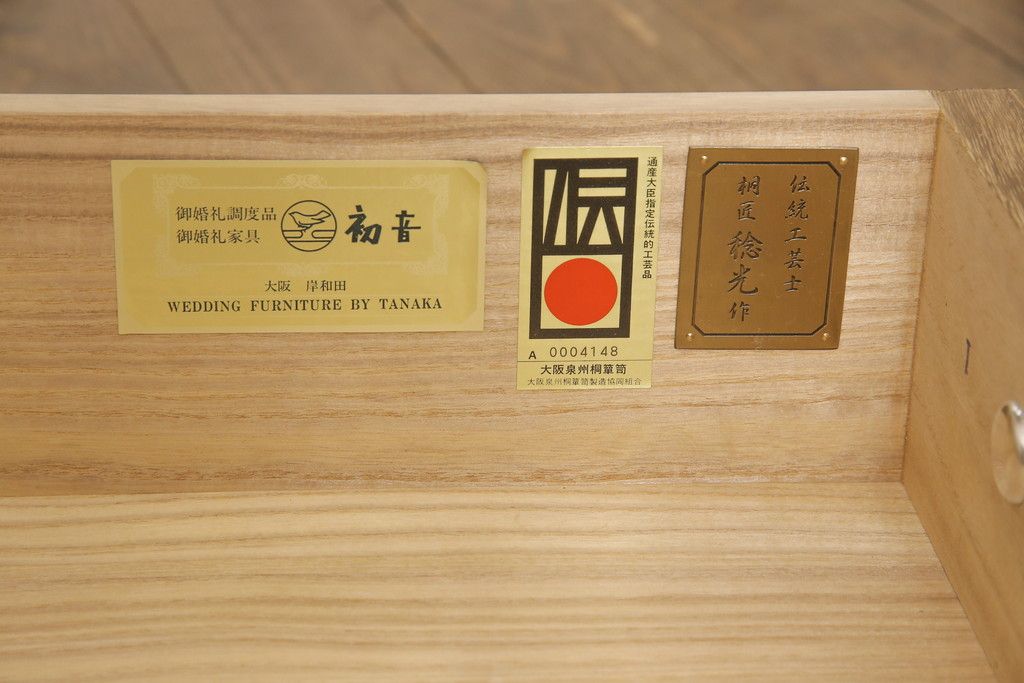 御婚礼調度品
御婚礼家具
初音
大阪 岸和田
WEDDING FURNITURE BY TANAKA
伝
通産大臣指定伝統的工芸品
A 0004148
大阪泉州桐簞笥
大阪泉州桐簞笥製造協同組合
伝統工芸士
桐匠 稔光作